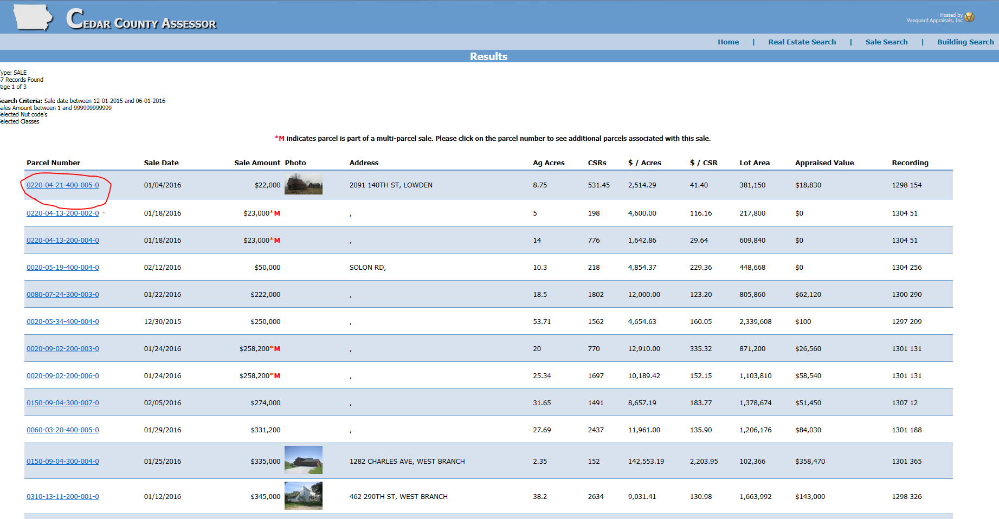 CEDAR COUNTY ASSESSOR
Hosted by
Vanguard Appraisals, Inc
Home | Real Estate Search | Sale Search | Building Search
Results
ype: SALE
7 Records Found
age 1 of 3
earch Criteria: Sale date between 12-01-2015 and 06-01-2016
ales Amount between 1 and 999999999999
elected Nut code's
elected Classes
*M indicates parcel is part of a multi-parcel sale. Please click on the parcel number to see additional parcels associated with this sale.
Parcel Number Sale Date Sale Amount Photo Address Ag Acres CSRs $ / Acres $ / CSR Lot Area Appraised Value Recording
0220-04-21-400-005-0 01/04/2016 $22,000 2091 140TH ST, LOWDEN 8.75 531.45 2,514.29 41.40 381,150 $18,830 1298 154
0220-04-13-200-002-0 01/18/2016 $23,000*M , 5 198 4,600.00 116.16 217,800 $0 1304 51
0220-04-13-200-004-0 01/18/2016 $23,000*M , 14 776 1,642.86 29.64 609,840 $0 1304 51
0020-05-19-400-004-0 02/12/2016 $50,000 SOLON RD, 10.3 218 4,854.37 229.36 448,668 $0 1304 256
0080-07-24-300-003-0 01/22/2016 $222,000 , 18.5 1802 12,000.00 123.20 805,860 $62,120 1300 290
0020-05-34-400-004-0 12/30/2015 $250,000 , 53.71 1562 4,654.63 160.05 2,339,608 $100 1297 209
0020-09-02-200-003-0 01/24/2016 $258,200*M , 20 770 12,910.00 335.32 871,200 $26,560 1301 131
0020-09-02-200-006-0 01/24/2016 $258,200*M , 25.34 1697 10,189.42 152.15 1,103,810 $58,540 1301 131
0150-09-04-300-007-0 02/05/2016 $274,000 , 31.65 1491 8,657.19 183.77 1,378,674 $51,450 1307 12
0060-03-20-400-005-0 01/29/2016 $331,200 , 27.69 2437 11,961.00 135.90 1,206,176 $84,030 1301 188
0150-09-04-300-004-0 01/25/2016 $335,000 1282 CHARLES AVE, WEST BRANCH 2.35 152 142,553.19 2,203.95 102,366 $358,470 1301 365
0310-13-11-200-001-0 01/12/2016 $345,000 462 290TH ST, WEST BRANCH 38.2 2634 9,031.41 130.98 1,663,992 $143,000 1298 326